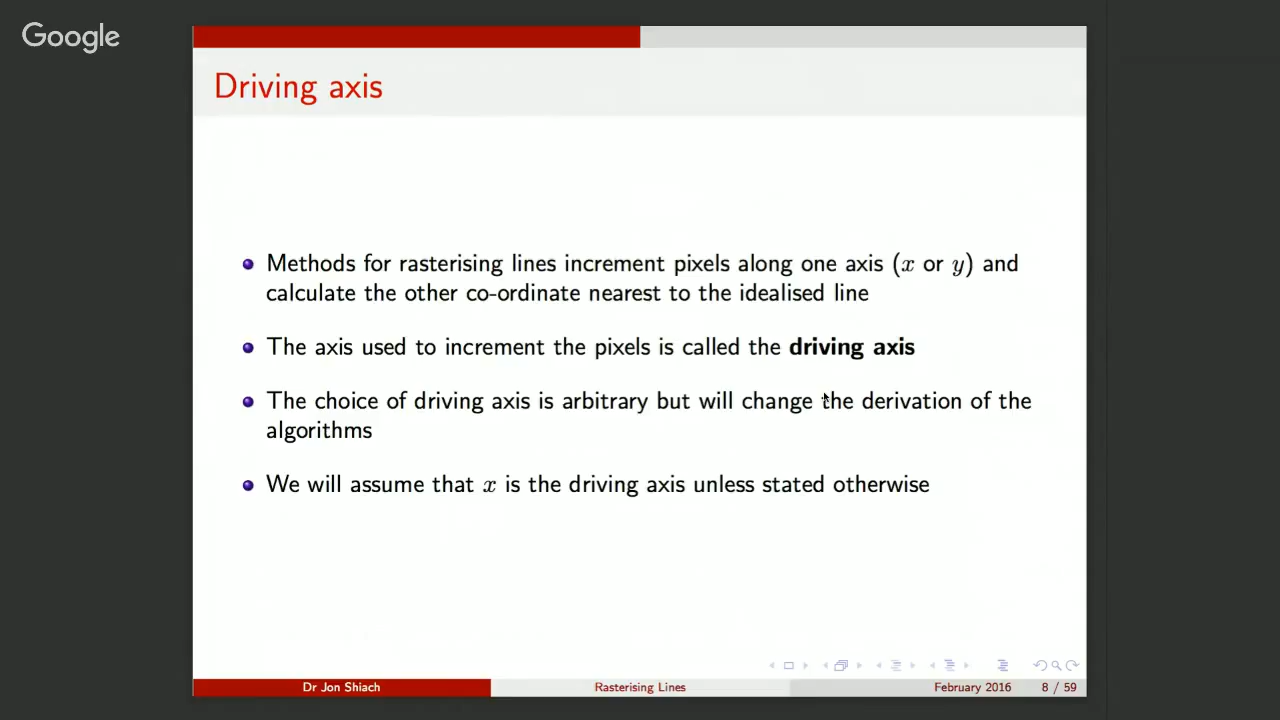 Google
Driving axis
Methods for rasterising lines increment pixels along one axis (x or y) and
calculate the other co-ordinate nearest to the idealised line
The axis used to increment the pixels is called the driving axis
The choice of driving axis is arbitrary but will change the derivation of the
algorithms
We will assume that x is the driving axis unless stated otherwise
Dr Jon Shiach
Rasterising Lines
February 2016
8 / 59